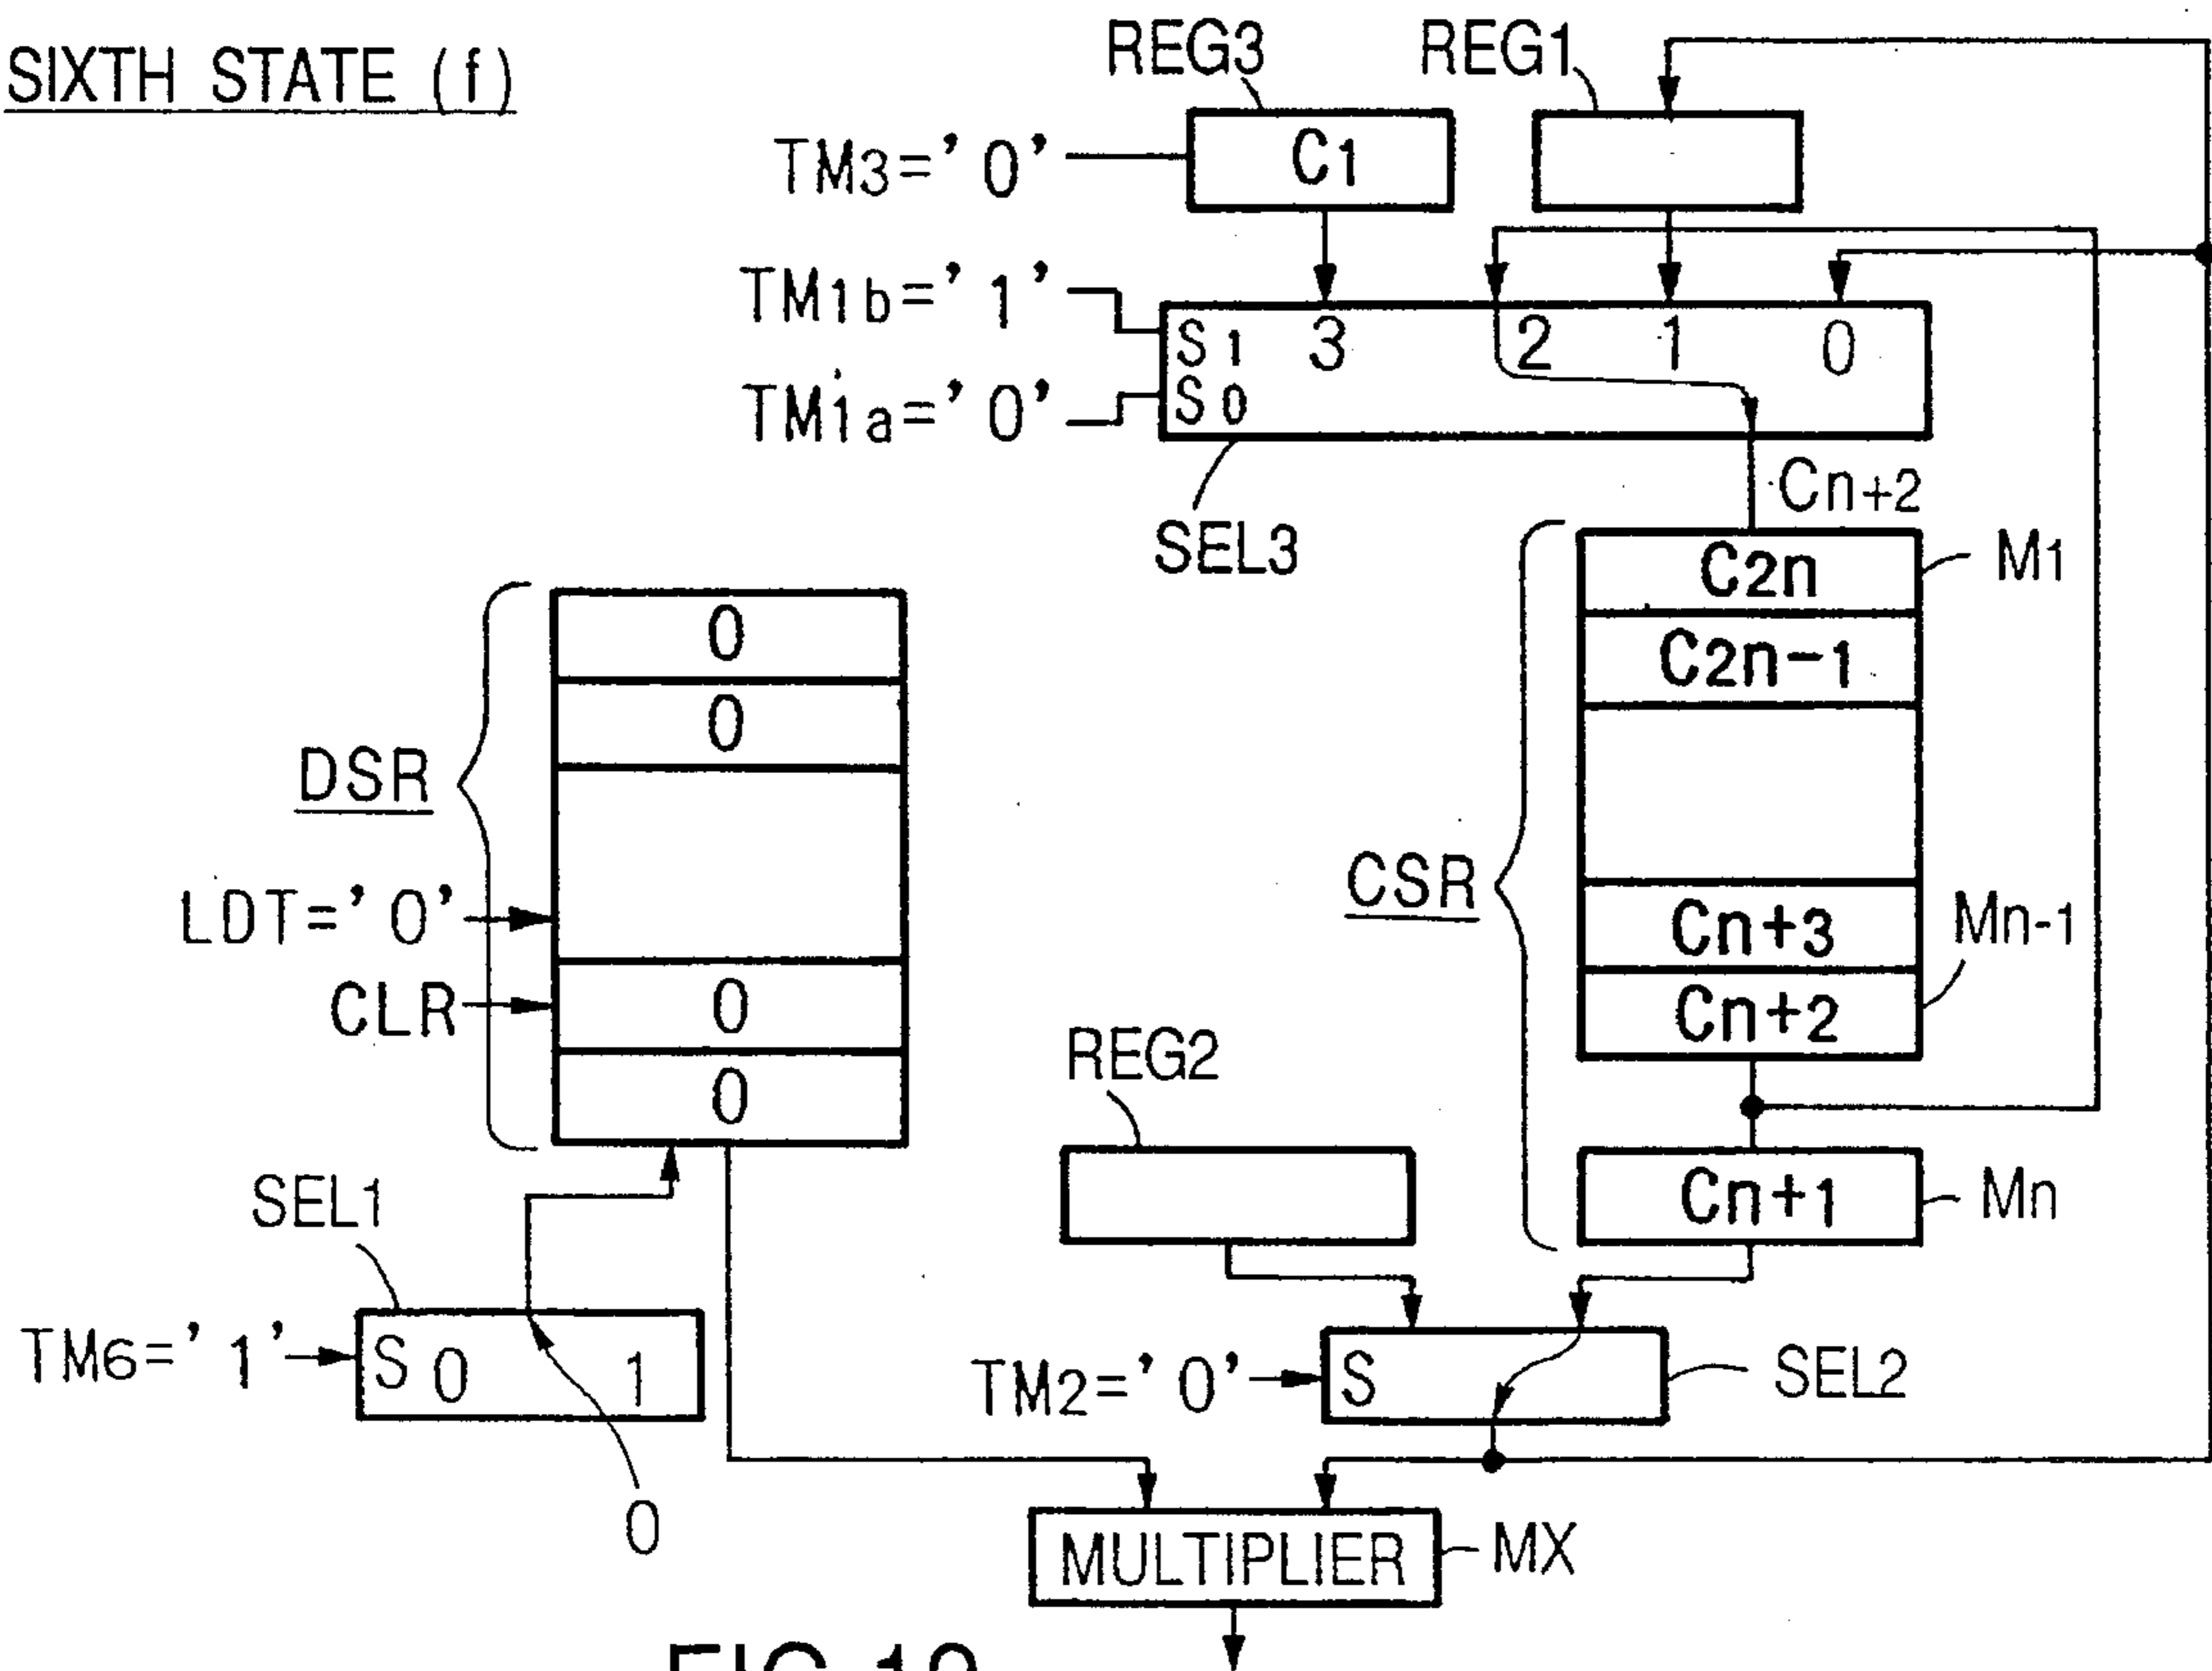 SIXTH STATE (f)
REG3
REG1
TM3='0'
C1
TM1b='1'
S1 3 2 1 0
TM1a='0'
S0
Cn+2
SEL3
C2n
M1
C2n-1
0
0
DSR
LDT='0'
CSR
Cn+3
Mn-1
CLR
0
Cn+2
REG2
0
SEL1
Cn+1
Mn
TM6='1'
S 0 1
TM2='0'
S
SEL2
0
MULTIPLIER
MX